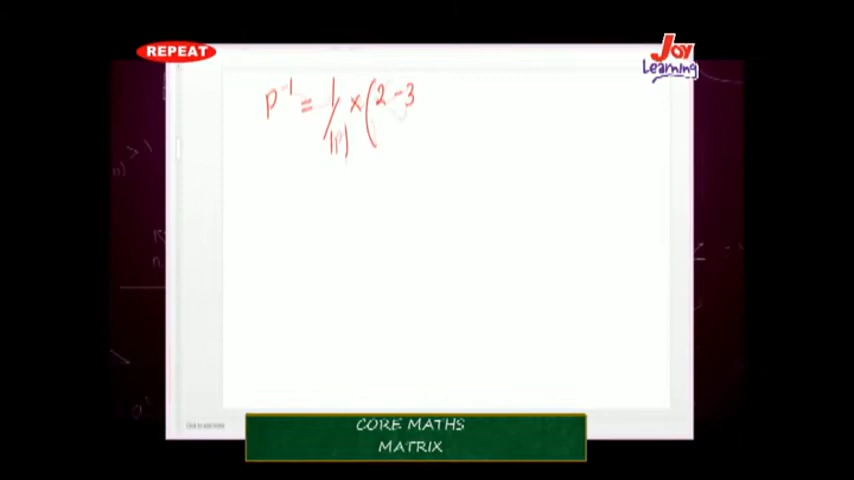 REPEAT
Joy
Learning
P⁻¹ = 1/|P| × (2 -3
CORE MATHS
MATRIX